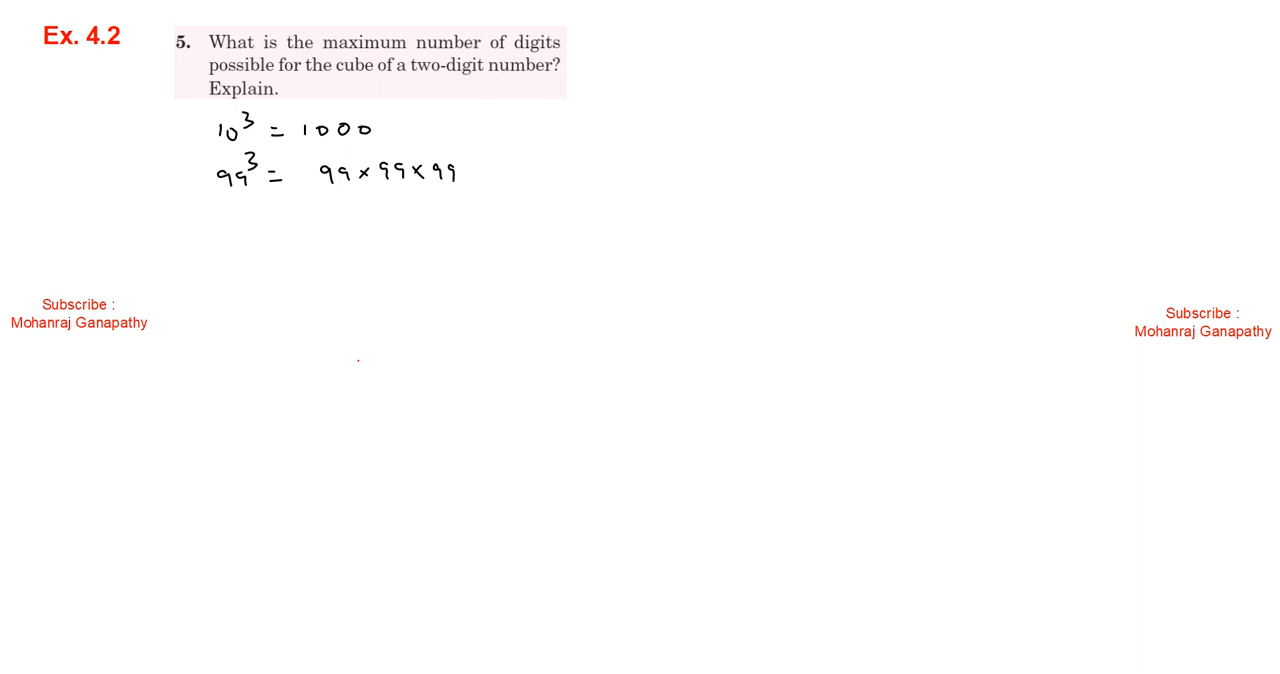 Ex. 4.2
5. What is the maximum number of digits
possible for the cube of a two-digit number?
Explain.
10³ = 1000
99³ = 99 × 99 × 99
Subscribe :
Mohanraj Ganapathy
Subscribe :
Mohanraj Ganapathy